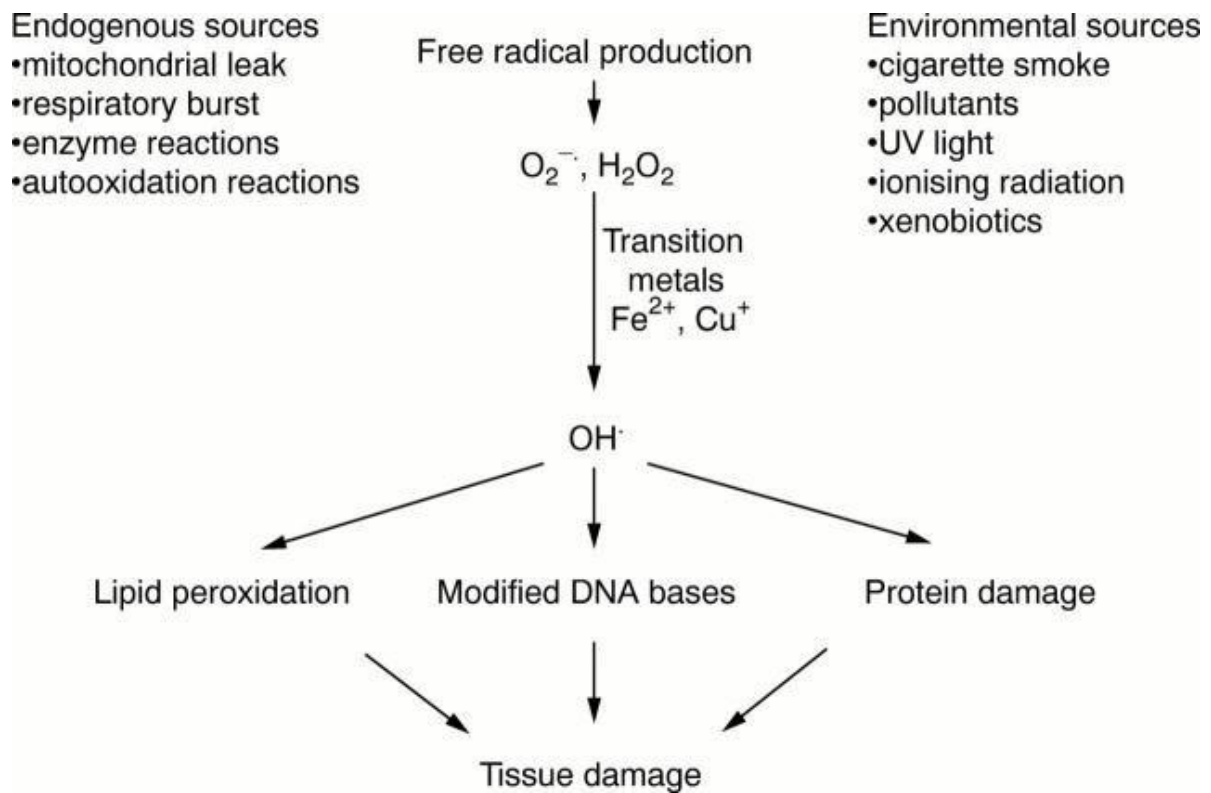 Endogenous sources
•mitochondrial leak
•respiratory burst
•enzyme reactions
•autooxidation reactions
Free radical production
Environmental sources
•cigarette smoke
•pollutants
•UV light
•ionising radiation
•xenobiotics
O₂⁻·, H₂O₂
Transition
metals
Fe²⁺, Cu⁺
OH·
Lipid peroxidation
Modified DNA bases
Protein damage
Tissue damage